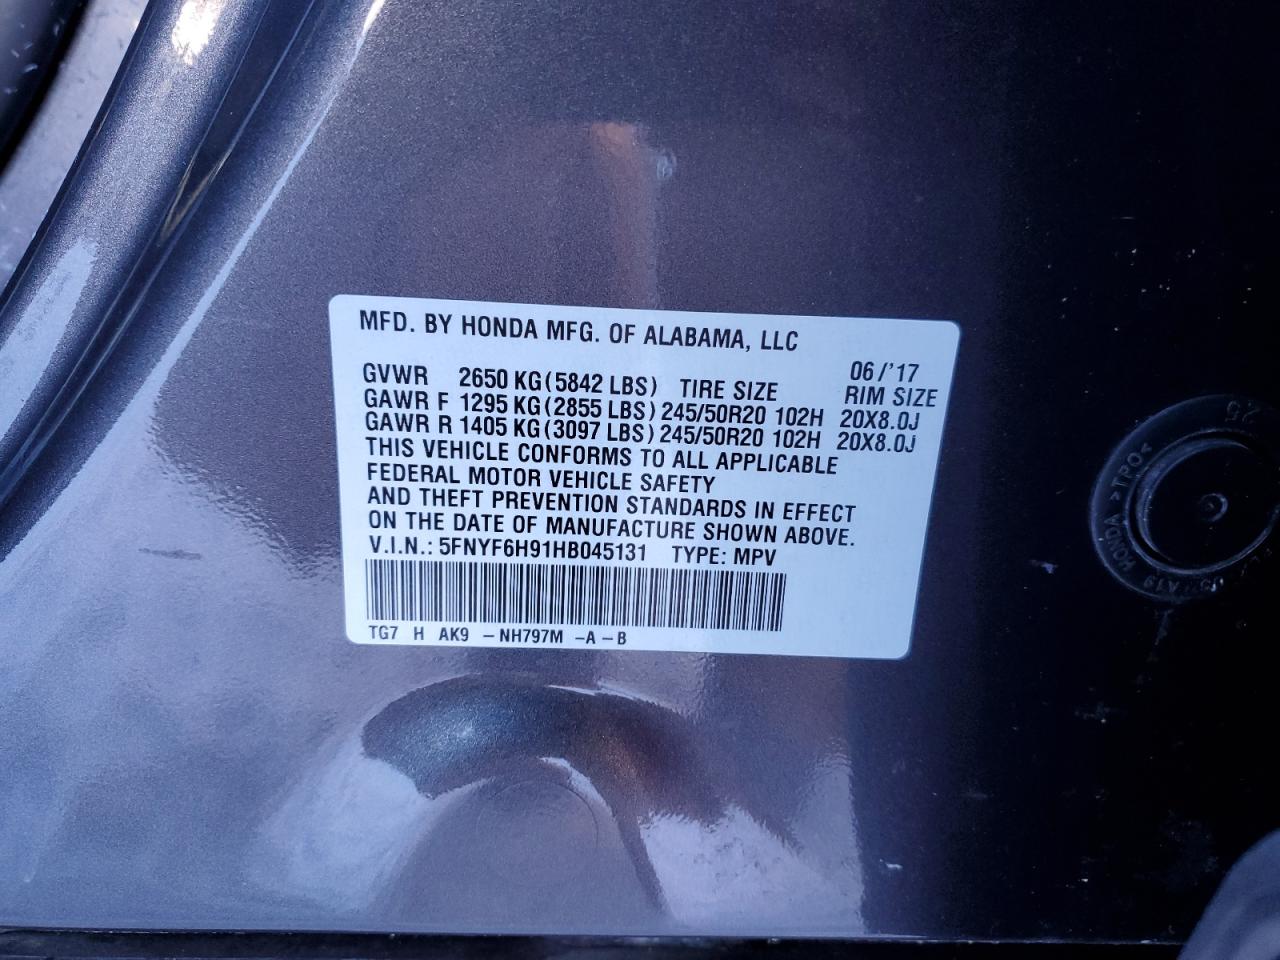 MFD. BY HONDA MFG. OF ALABAMA, LLC
06/'17
GVWR 2650 KG(5842 LBS) TIRE SIZE RIM SIZE
GAWR F 1295 KG(2855 LBS) 245/50R20 102H 20X8.0J
GAWR R 1405 KG(3097 LBS) 245/50R20 102H 20X8.0J
THIS VEHICLE CONFORMS TO ALL APPLICABLE
FEDERAL MOTOR VEHICLE SAFETY
AND THEFT PREVENTION STANDARDS IN EFFECT
ON THE DATE OF MANUFACTURE SHOWN ABOVE.
V.I.N.: 5FNYF6H91HB045131 TYPE: MPV
TG7 H AK9 -NH797M -A-B
HONDA >TPO<
25